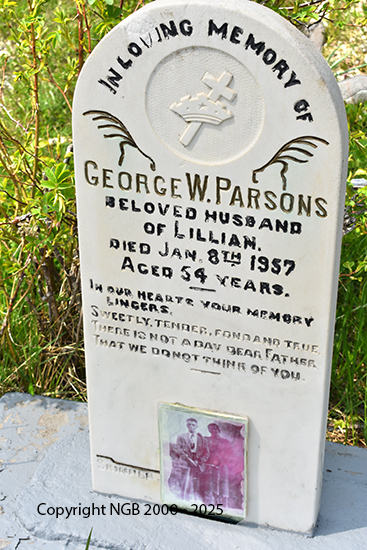 IN LOVING MEMORY OF
GEORGE W. PARSONS
BELOVED HUSBAND
OF LILLIAN.
DIED JAN. 8TH 1957
AGED 54 YEARS.
IN OUR HEARTS YOUR MEMORY
LINGERS.
SWEETLY, TENDER, FOND AND TRUE,
THERE IS NOT A DAY DEAR FATHER
THAT WE DO NOT THINK OF YOU.
Copyright NGB 2000 - 2025